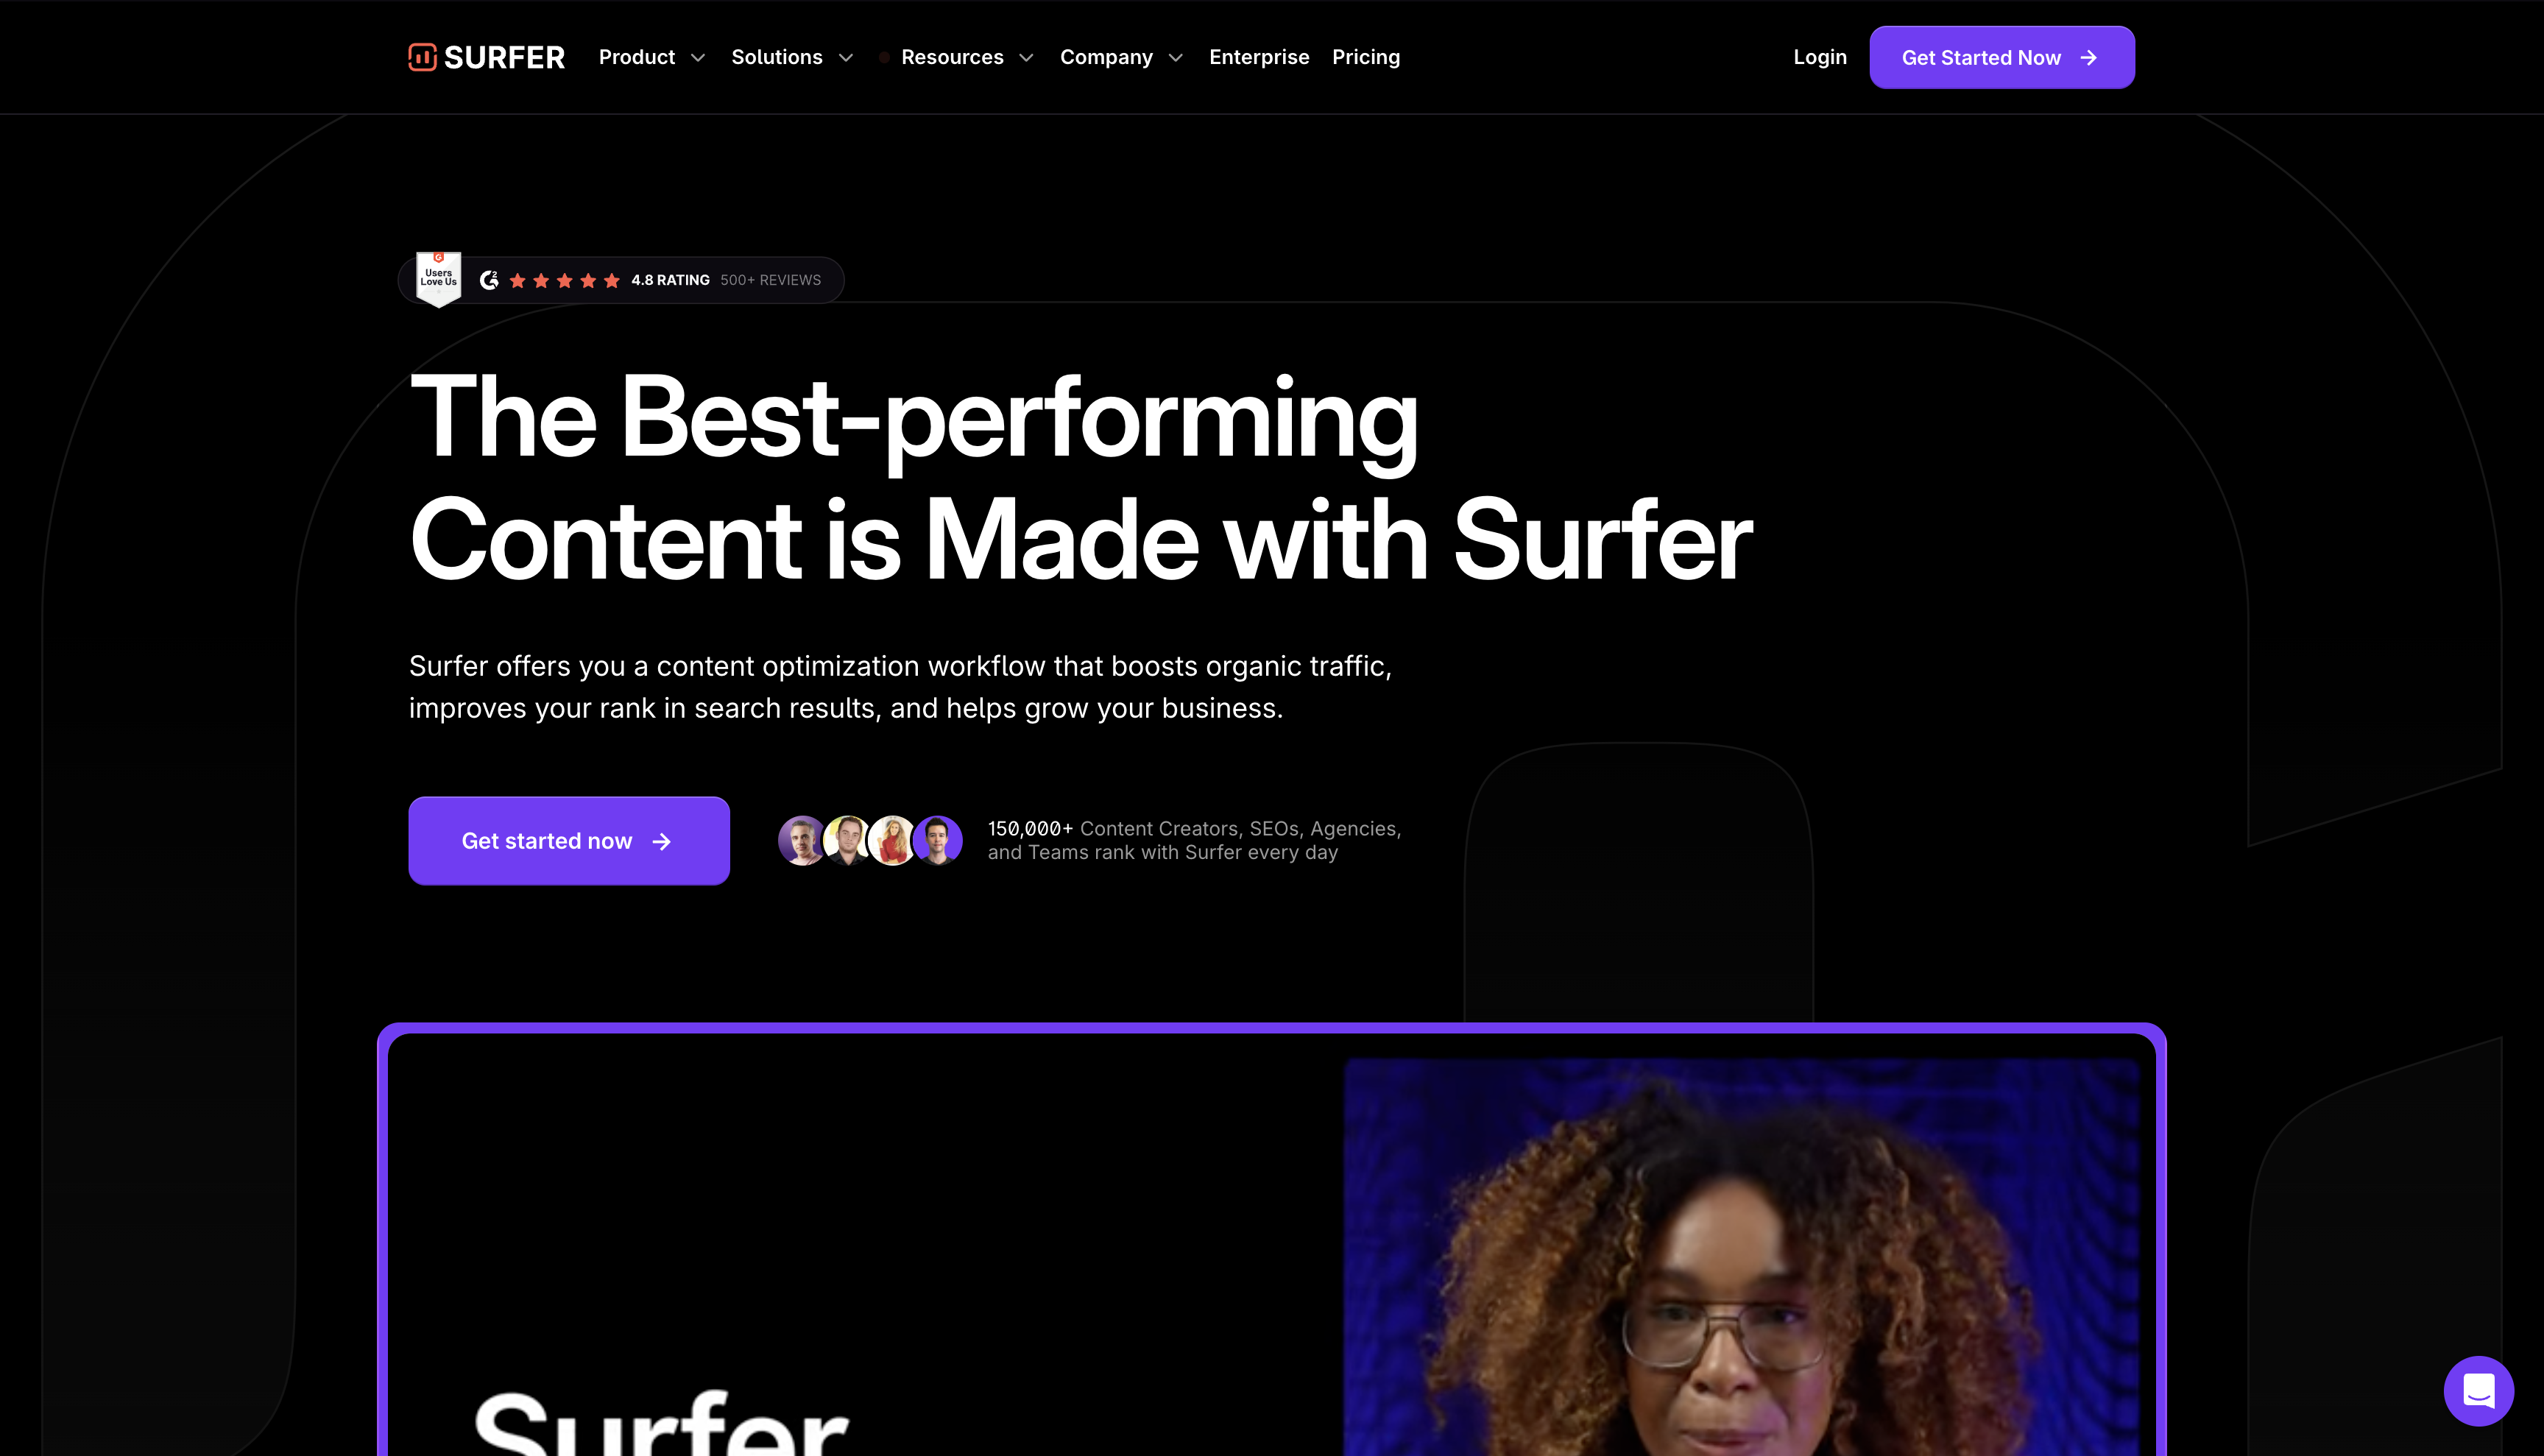 SURFER Product Solutions Resources Company Enterprise Pricing Login Get Started Now
Users
Love Us
4.8 RATING 500+ REVIEWS
The Best-performing
Content is Made with Surfer
Surfer offers you a content optimization workflow that boosts organic traffic,
improves your rank in search results, and helps grow your business.
Get started now
150,000+ Content Creators, SEOs, Agencies,
and Teams rank with Surfer every day
Surfer